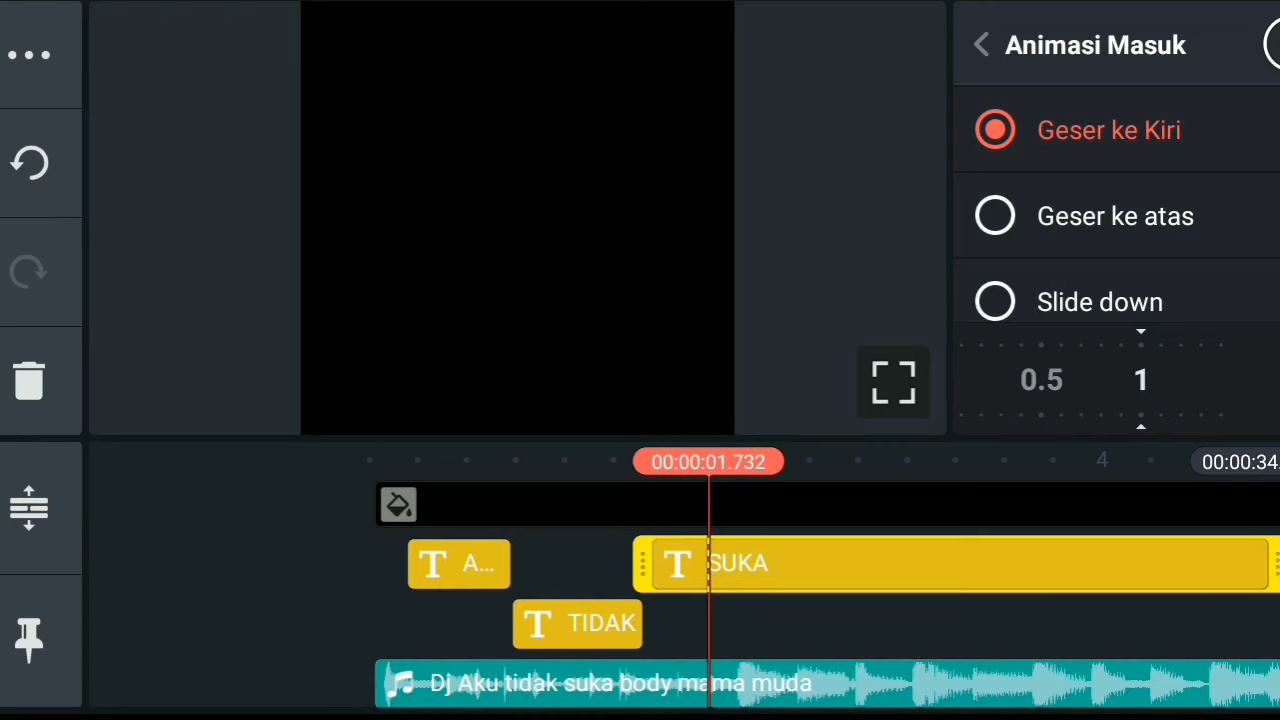 Animasi Masuk
Geser ke Kiri
Geser ke atas
Slide down
0.5 1
00:00:01.732
4
00:00:34.
T A...
T SUKA
T TIDAK
Dj Aku tidak suka body mama muda